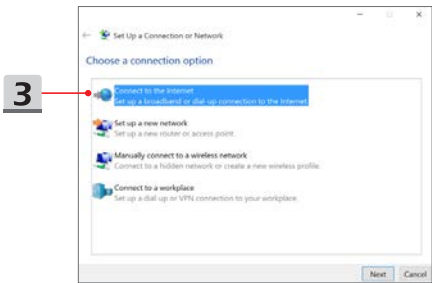 Set Up a Connection or Network
Choose a connection option
3
Connect to the Internet
Set up a broadband or dial-up connection to the Internet.
Set up a new network
Set up a new router or access point.
Manually connect to a wireless network
Connect to a hidden network or create a new wireless profile.
Connect to a workplace
Set up a dial-up or VPN connection to your workplace.
Next Cancel